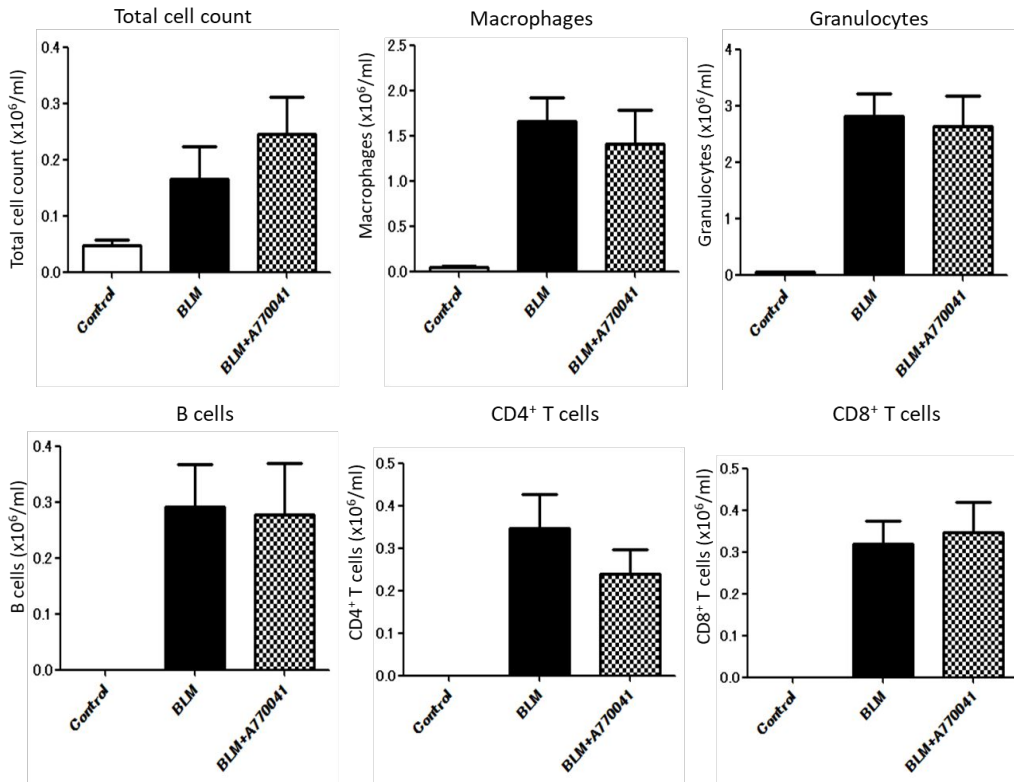 Total cell count
Total cell count (x10⁶/ml)
0.4
0.3
0.2
0.1
0.0
Control
BLM
BLM+A770041
Macrophages
Macrophages (x10⁶/ml)
2.5
2.0
1.5
1.0
0.5
0.0
Control
BLM
BLM+A770041
Granulocytes
Granulocytes (x10⁶/ml)
4
3
2
1
0
Control
BLM
BLM+A770041
B cells
B cells (x10⁶/ml)
0.4
0.3
0.2
0.1
0.0
Control
BLM
BLM+A770041
CD4⁺ T cells
CD4⁺ T cells (x10⁶/ml)
0.5
0.4
0.3
0.2
0.1
0.0
Control
BLM
BLM+A770041
CD8⁺ T cells
CD8⁺ T cells (x10⁶/ml)
0.5
0.4
0.3
0.2
0.1
0.0
Control
BLM
BLM+A770041